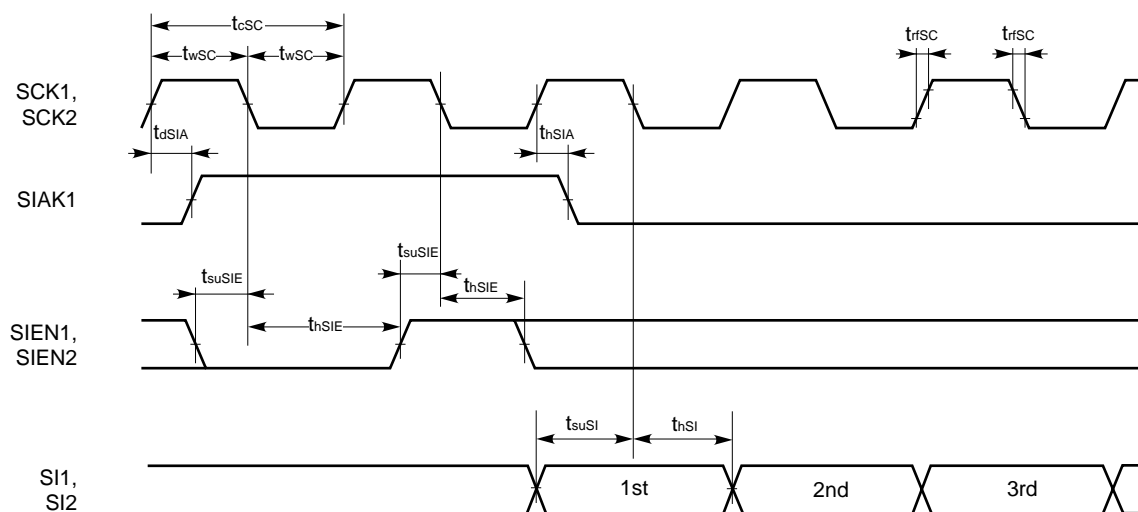 tcSC
twSC twSC
trfSC trfSC
SCK1,
SCK2
tdSIA
thSIA
SIAK1
tsuSIE
tsuSIE
thSIE
thSIE
SIEN1,
SIEN2
tsuSI thSI
SI1,
SI2
1st 2nd 3rd